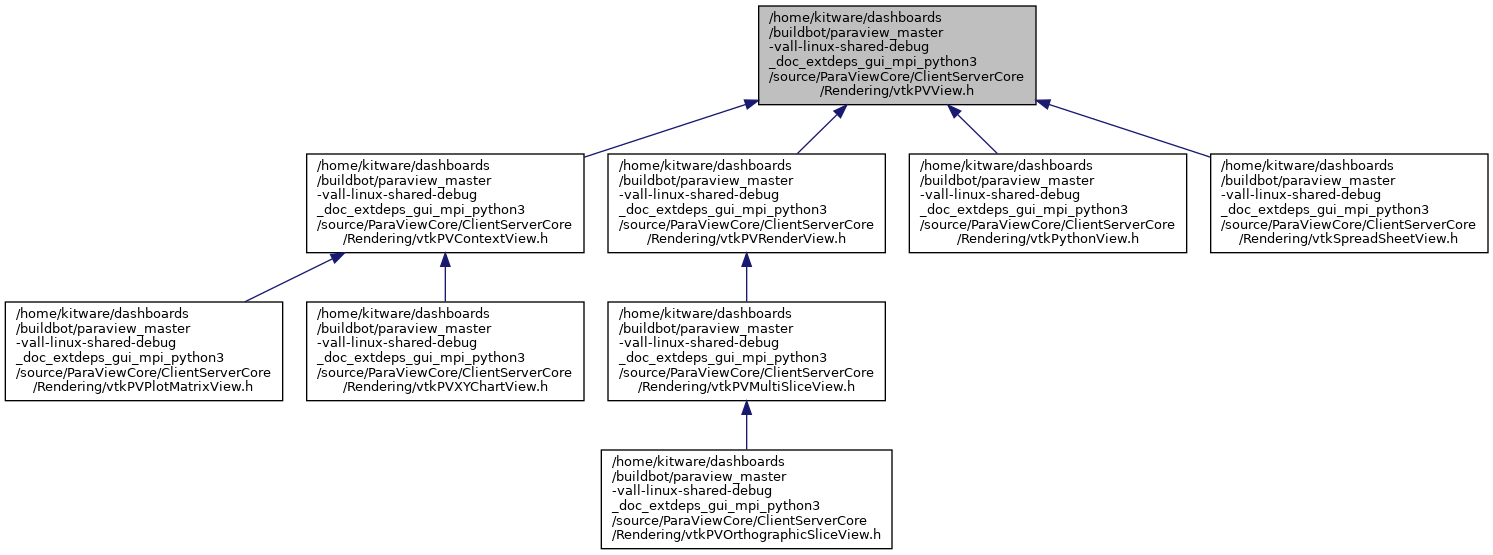 /home/kitware/dashboards
/buildbot/paraview_master
-vall-linux-shared-debug
_doc_extdeps_gui_mpi_python3
/source/ParaViewCore/ClientServerCore
/Rendering/vtkPVView.h
/home/kitware/dashboards
/buildbot/paraview_master
-vall-linux-shared-debug
_doc_extdeps_gui_mpi_python3
/source/ParaViewCore/ClientServerCore
/Rendering/vtkPVContextView.h
/home/kitware/dashboards
/buildbot/paraview_master
-vall-linux-shared-debug
_doc_extdeps_gui_mpi_python3
/source/ParaViewCore/ClientServerCore
/Rendering/vtkPVRenderView.h
/home/kitware/dashboards
/buildbot/paraview_master
-vall-linux-shared-debug
_doc_extdeps_gui_mpi_python3
/source/ParaViewCore/ClientServerCore
/Rendering/vtkPythonView.h
/home/kitware/dashboards
/buildbot/paraview_master
-vall-linux-shared-debug
_doc_extdeps_gui_mpi_python3
/source/ParaViewCore/ClientServerCore
/Rendering/vtkSpreadSheetView.h
/home/kitware/dashboards
/buildbot/paraview_master
-vall-linux-shared-debug
_doc_extdeps_gui_mpi_python3
/source/ParaViewCore/ClientServerCore
/Rendering/vtkPVPlotMatrixView.h
/home/kitware/dashboards
/buildbot/paraview_master
-vall-linux-shared-debug
_doc_extdeps_gui_mpi_python3
/source/ParaViewCore/ClientServerCore
/Rendering/vtkPVXYChartView.h
/home/kitware/dashboards
/buildbot/paraview_master
-vall-linux-shared-debug
_doc_extdeps_gui_mpi_python3
/source/ParaViewCore/ClientServerCore
/Rendering/vtkPVMultiSliceView.h
/home/kitware/dashboards
/buildbot/paraview_master
-vall-linux-shared-debug
_doc_extdeps_gui_mpi_python3
/source/ParaViewCore/ClientServerCore
/Rendering/vtkPVOrthographicSliceView.h